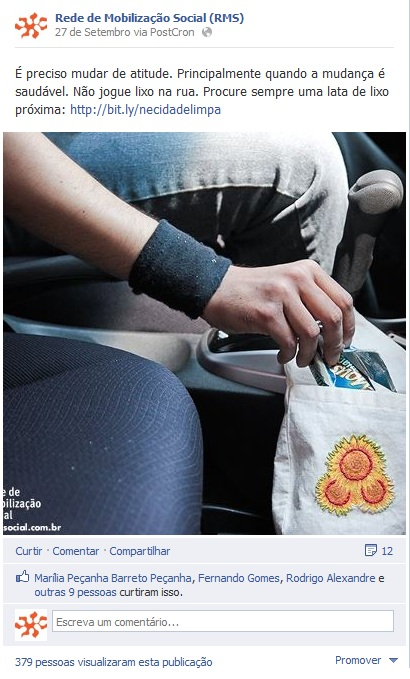 Rede de Mobilização Social (RMS)
27 de Setembro via PostCron
É preciso mudar de atitude. Principalmente quando a mudança é
saudável. Não jogue lixo na rua. Procure sempre uma lata de lixo
próxima: http://bit.ly/necidadelimpa
e de
obilização
al
social.com.br
Curtir · Comentar · Compartilhar
12
Marília Peçanha Barreto Peçanha, Fernando Gomes, Rodrigo Alexandre e
outras 9 pessoas curtiram isso.
Escreva um comentário...
379 pessoas visualizaram esta publicação
Promover